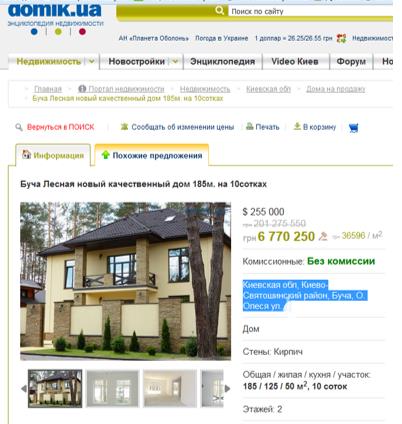 domik.ua
ЭНЦИКЛОПЕДИЯ НЕДВИЖИМОСТИ
Поиск по сайту
АН «Планета Оболонь» Погода в Украине 1 доллар = 26.25/26.55 грн Недвижимост
Недвижимость Новостройки Энциклопедия Video Киев Форум Но
Главная Портал недвижимости Недвижимость Киевская обл Дома на продажу
Буча Лесная новый качественный дом 185м. на 10сотках
Вернуться в ПОИСК Сообщать об изменении цены Печать В корзину
Информация Похожие предложения
Буча Лесная новый качественный дом 185м. на 10сотках
$ 255 000
грн 201 275 550
грн 6 770 250 грн 36596 / м²
Комиссионные: Без комиссии
Киевская обл, Киево-
Святошинский район, Буча, О.
Олеся ул.
Дом
Стены: Кирпич
Общая / жилая / кухня / участок:
185 / 125 / 50 м², 10 соток
Этажей: 2